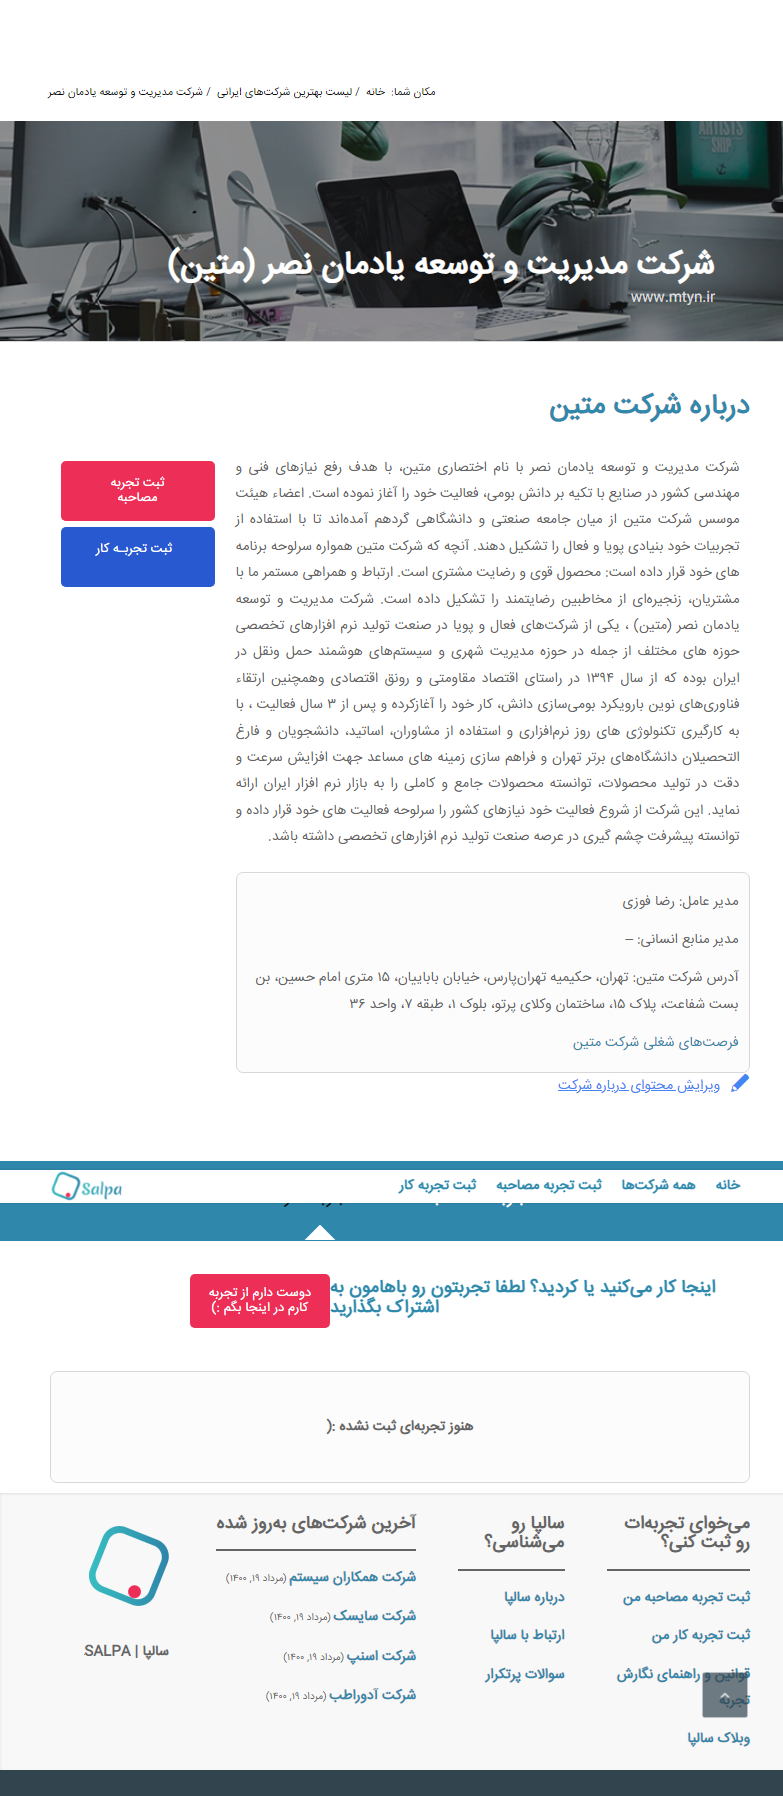 مکان شما: خانه / لیست بهترین شرکت‌های ایرانی / شرکت مدیریت و توسعه یادمان نصر
ARTISTS
SHIP
شرکت مدیریت و توسعه یادمان نصر (متین)
www.mtyn.ir
درباره شرکت متین
شرکت مدیریت و توسعه یادمان نصر با نام اختصاری متین، با هدف رفع نیازهای فنی و
مهندسی کشور در صنایع با تکیه بر دانش بومی، فعالیت خود را آغاز نموده است. اعضاء هیئت
موسس شرکت متین از میان جامعه صنعتی و دانشگاهی گردهم آمده‌اند تا با استفاده از
تجربیات خود بنیادی پویا و فعال را تشکیل دهند. آنچه که شرکت متین همواره سرلوحه برنامه
های خود قرار داده است: محصول قوی و رضایت مشتری است. ارتباط و همراهی مستمر ما با
مشتریان، زنجیره‌ای از مخاطبین رضایتمند را تشکیل داده است. شرکت مدیریت و توسعه
یادمان نصر (متین) ، یکی از شرکت‌های فعال و پویا در صنعت تولید نرم افزارهای تخصصی
حوزه های مختلف از جمله در حوزه مدیریت شهری و سیستم‌های هوشمند حمل ونقل در
ایران بوده که از سال ۱۳۹۴ در راستای اقتصاد مقاومتی و رونق اقتصادی وهمچنین ارتقاء
فناوری‌های نوین بارویکرد بومی‌سازی دانش، کار خود را آغازکرده و پس از ۳ سال فعالیت ، با
به کارگیری تکنولوژی های روز نرم‌افزاری و استفاده از مشاوران، اساتید، دانشجویان و فارغ
التحصیلان دانشگاه‌های برتر تهران و فراهم سازی زمینه های مساعد جهت افزایش سرعت و
دقت در تولید محصولات، توانسته محصولات جامع و کاملی را به بازار نرم افزار ایران ارائه
نماید. این شرکت از شروع فعالیت خود نیازهای کشور را سرلوحه فعالیت های خود قرار داده و
توانسته پیشرفت چشم گیری در عرصه صنعت تولید نرم افزارهای تخصصی داشته باشد.
ثبت تجربه
مصاحبه
ثبت تجربـه کار
مدیر عامل: رضا فوزی
مدیر منابع انسانی: –
آدرس شرکت متین: تهران، حکیمیه تهران‌پارس، خیابان باباییان، ۱۵ متری امام حسین، بن
بست شفاعت، پلاک ۱۵، ساختمان وکلای پرتو، بلوک ۱، طبقه ۷، واحد ۳۶
فرصت‌های شغلی شرکت متین
ویرایش محتوای درباره شرکت
خانه
همه شرکت‌ها
ثبت تجربه مصاحبه
ثبت تجربه کار
Salpa
اینجا کار می‌کنید یا کردید؟ لطفا تجربتون رو باهامون به
اشتراک بگذارید
دوست دارم از تجربه
کارم در اینجا بگم :)
هنوز تجربه‌ای ثبت نشده :(
می‌خوای تجربه‌ات
رو ثبت کنی؟
ثبت تجربه مصاحبه من
ثبت تجربه کار من
قوانین و راهنمای نگارش
تجربه
وبلاک سالپا
سالپا رو
می‌شناسی؟
درباره سالپا
ارتباط با سالپا
سوالات پرتکرار
آخرین شرکت‌های به‌روز شده
شرکت همکاران سیستم (مرداد ۱۹, ۱۴۰۰)
شرکت سایسک (مرداد ۱۹, ۱۴۰۰)
شرکت اسنپ (مرداد ۱۹, ۱۴۰۰)
شرکت آدوراطب (مرداد ۱۹, ۱۴۰۰)
سالپا | SALPA